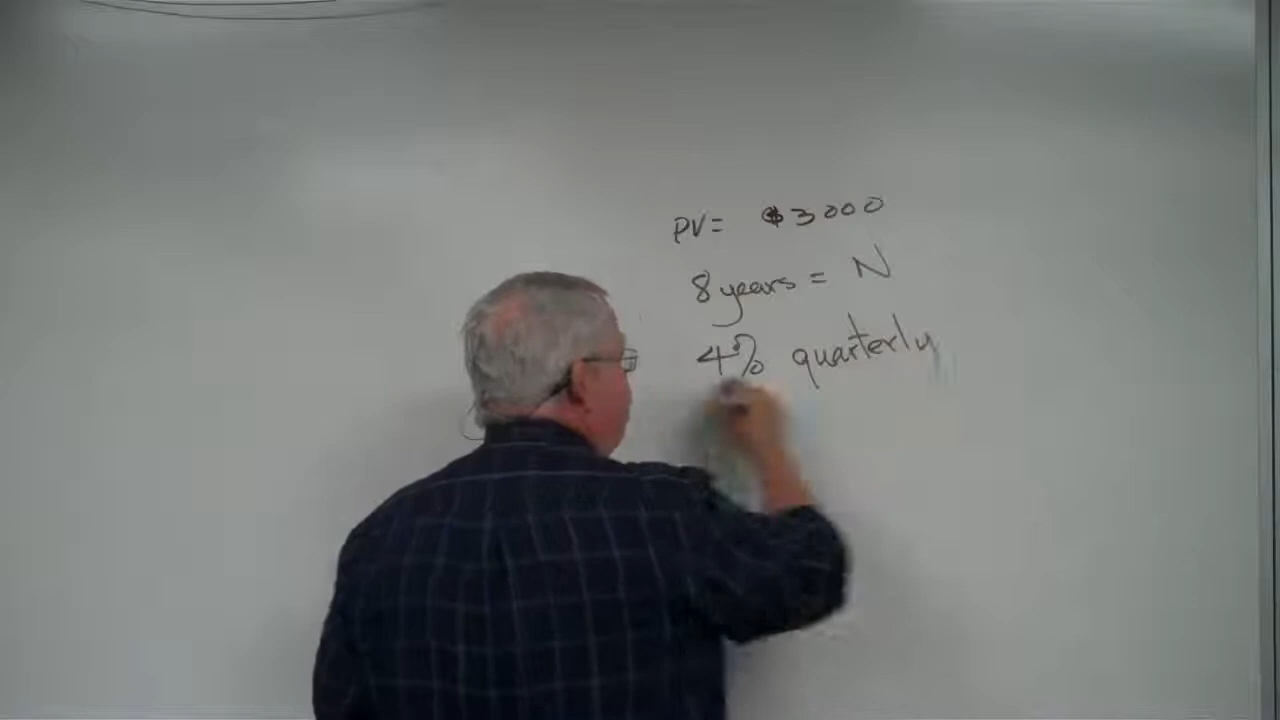 PV= $3000
8 years = N
4% quarterly